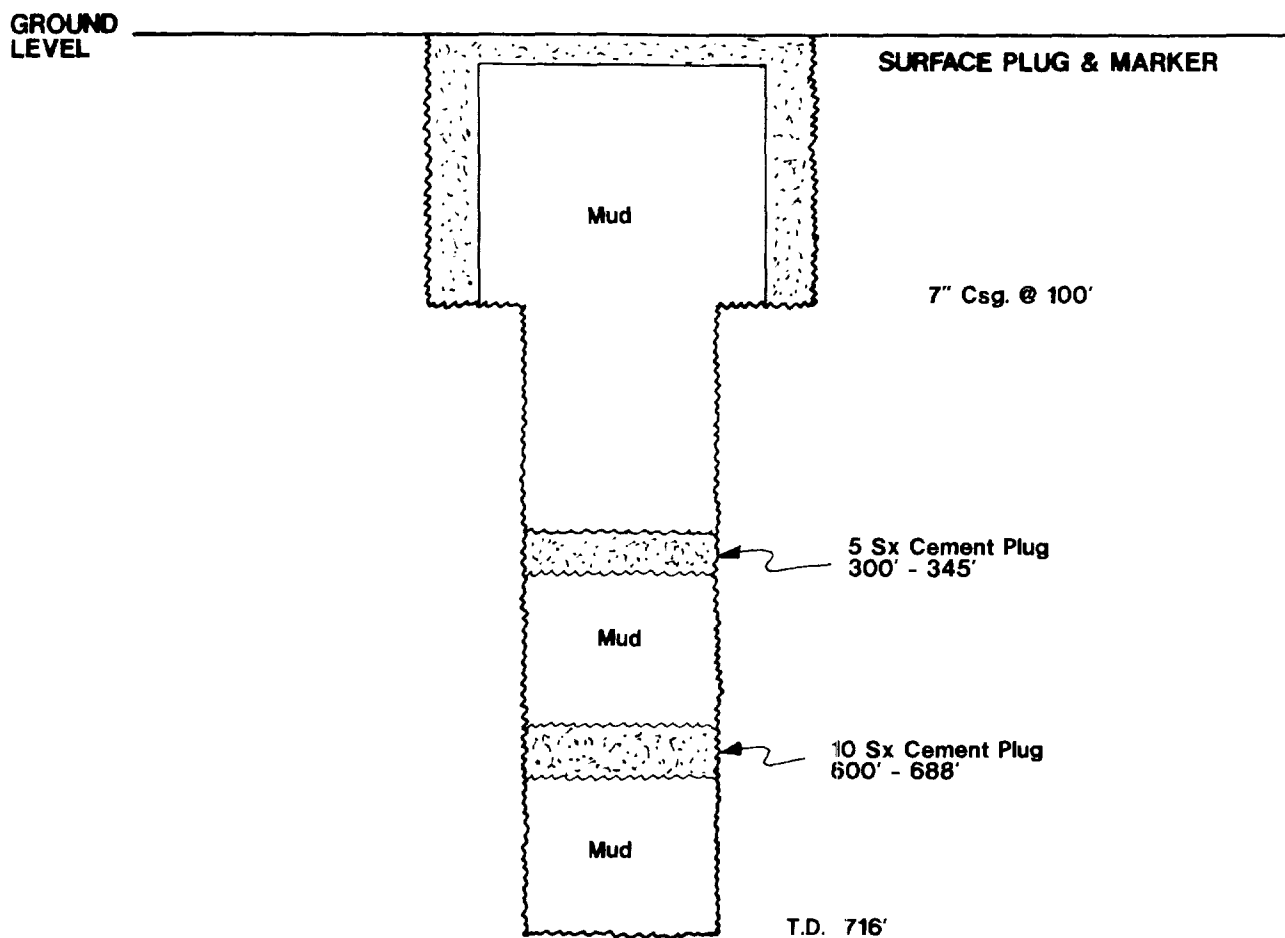 GROUND
LEVEL
SURFACE PLUG & MARKER
Mud
7" Csg. @ 100'
5 Sx Cement Plug
300' - 345'
Mud
10 Sx Cement Plug
600' - 688'
Mud
T.D. 716'